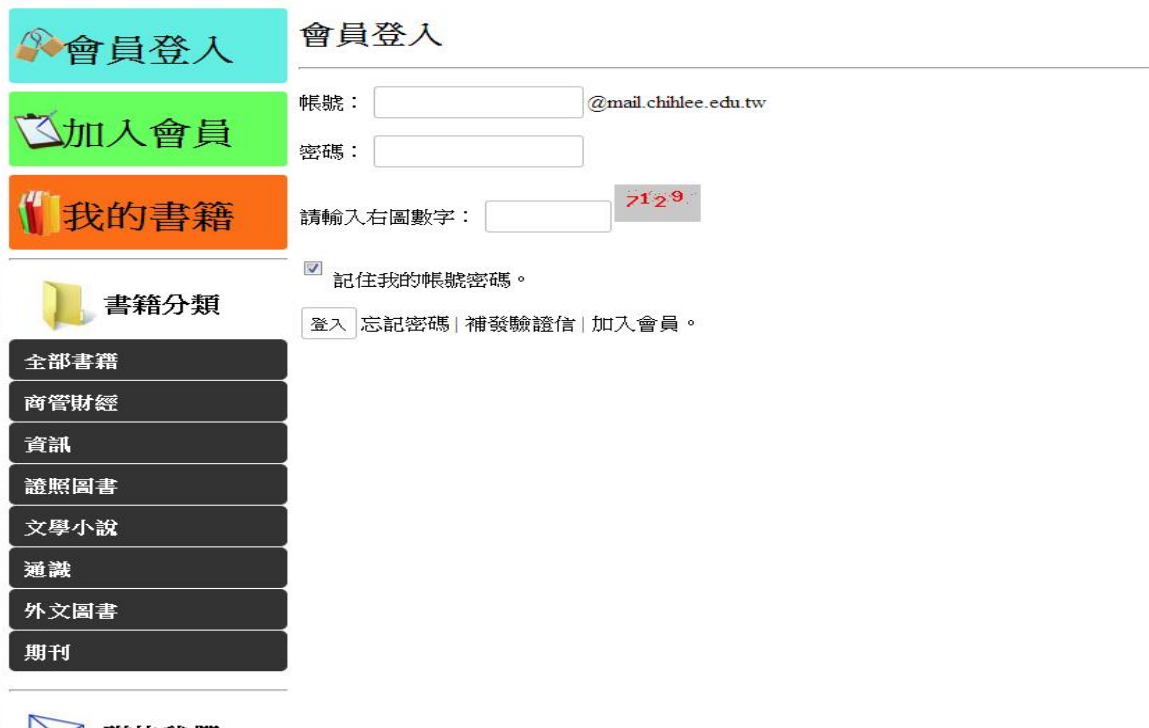 會員登入
加入會員
我的書籍
書籍分類
全部書籍
商管財經
資訊
證照圖書
文學小說
通識
外文圖書
期刊
會員登入
帳號： @mail.chihlee.edu.tw
密碼：
請輸入右圖數字： 7129
記住我的帳號密碼。
登入 忘記密碼 | 補發驗證信 | 加入會員。